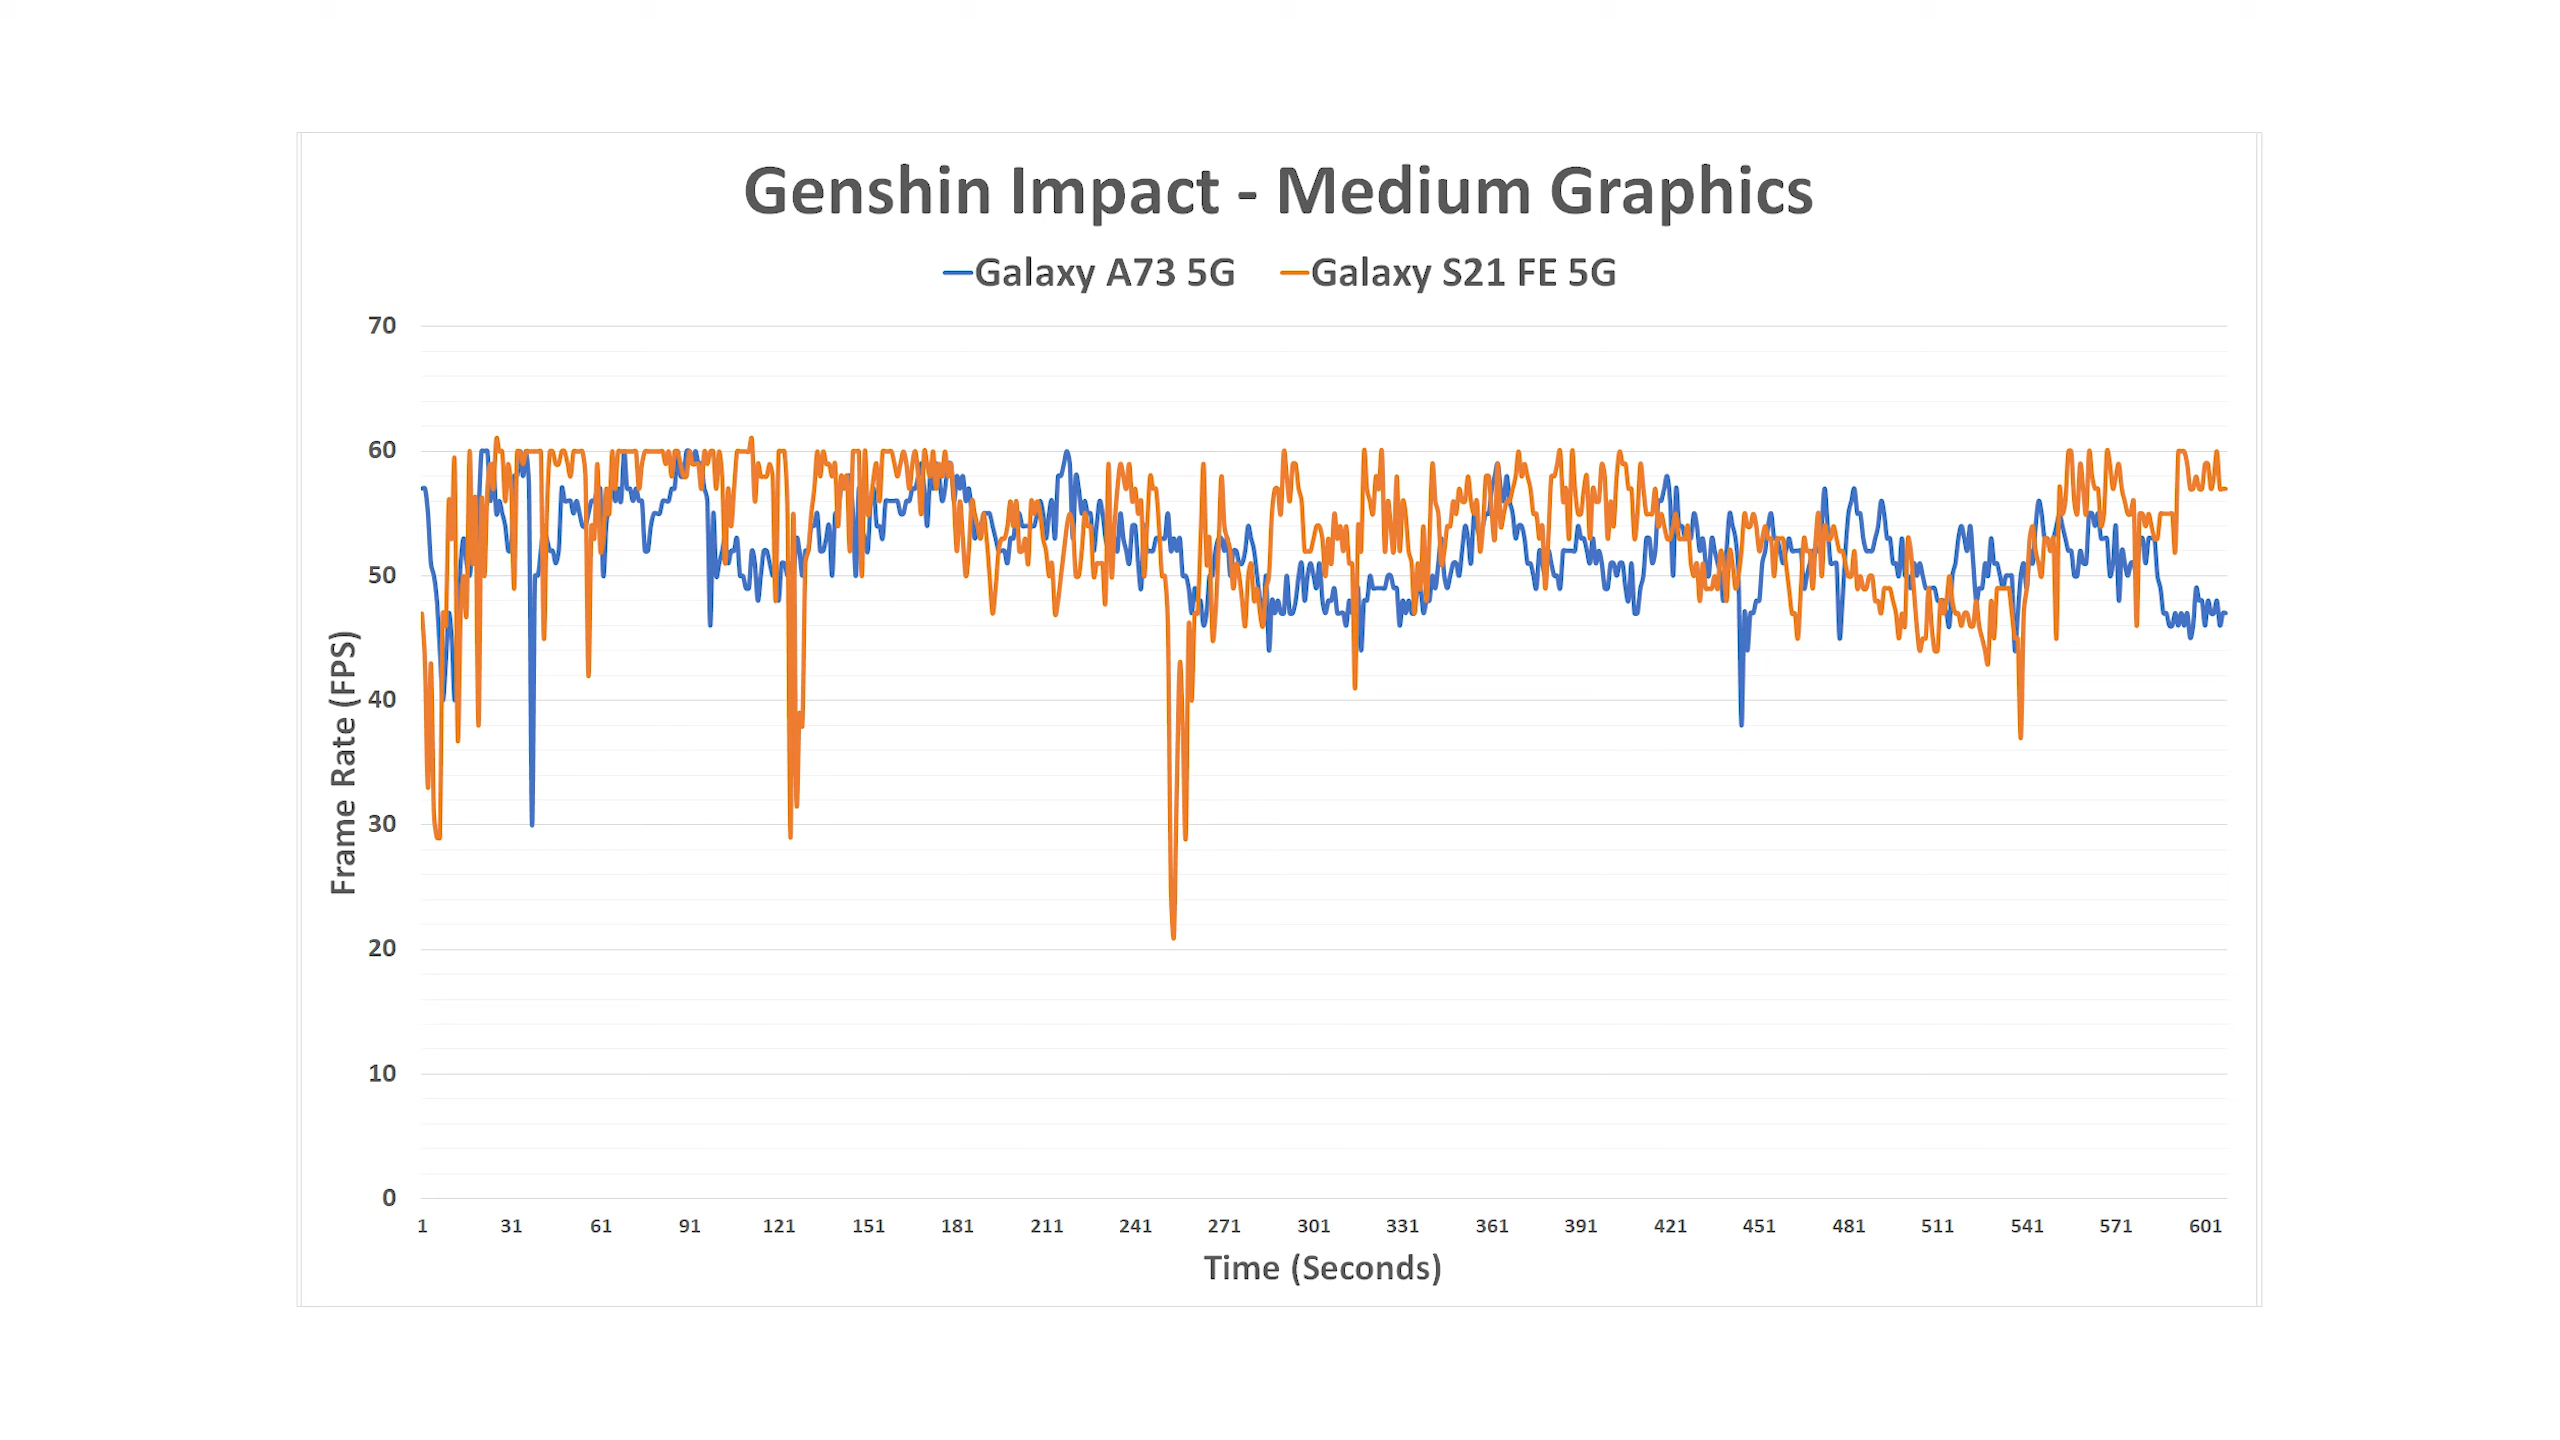 Genshin Impact - Medium Graphics
Galaxy A73 5G Galaxy S21 FE 5G
Frame Rate (FPS)
70
60
50
40
30
20
10
0
1 31 61 91 121 151 181 211 241 271 301 331 361 391 421 451 481 511 541 571 601
Time (Seconds)